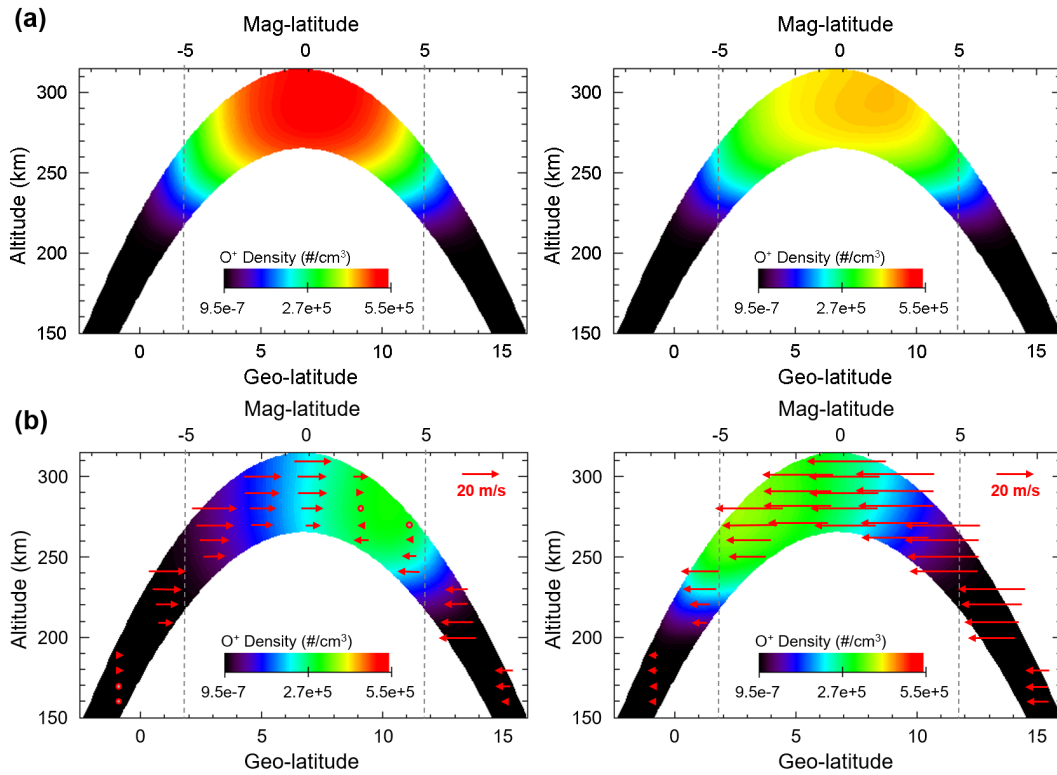 (a)
Mag-latitude
-5 0 5
Altitude (km)
300
250
200
150
O⁺ Density (#/cm³)
9.5e-7 2.7e+5 5.5e+5
0 5 10 15
Geo-latitude
Mag-latitude
-5 0 5
Altitude (km)
300
250
200
150
O⁺ Density (#/cm³)
9.5e-7 2.7e+5 5.5e+5
0 5 10 15
Geo-latitude
(b)
Mag-latitude
-5 0 5
Altitude (km)
300
250
200
150
20 m/s
O⁺ Density (#/cm³)
9.5e-7 2.7e+5 5.5e+5
0 5 10 15
Geo-latitude
Mag-latitude
-5 0 5
Altitude (km)
300
250
200
150
20 m/s
O⁺ Density (#/cm³)
9.5e-7 2.7e+5 5.5e+5
0 5 10 15
Geo-latitude